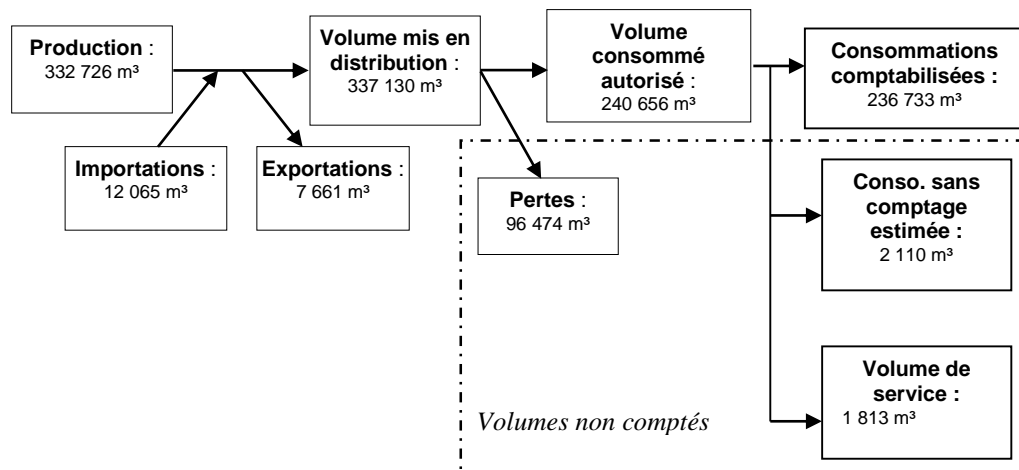 Production :
332 726 m³
Volume mis en
distribution :
337 130 m³
Volume
consommé
autorisé :
240 656 m³
Consommations
comptabilisées :
236 733 m³
Importations :
12 065 m³
Exportations :
7 661 m³
Pertes :
96 474 m³
Conso. sans
comptage
estimée :
2 110 m³
Volume de
service :
1 813 m³
Volumes non comptés